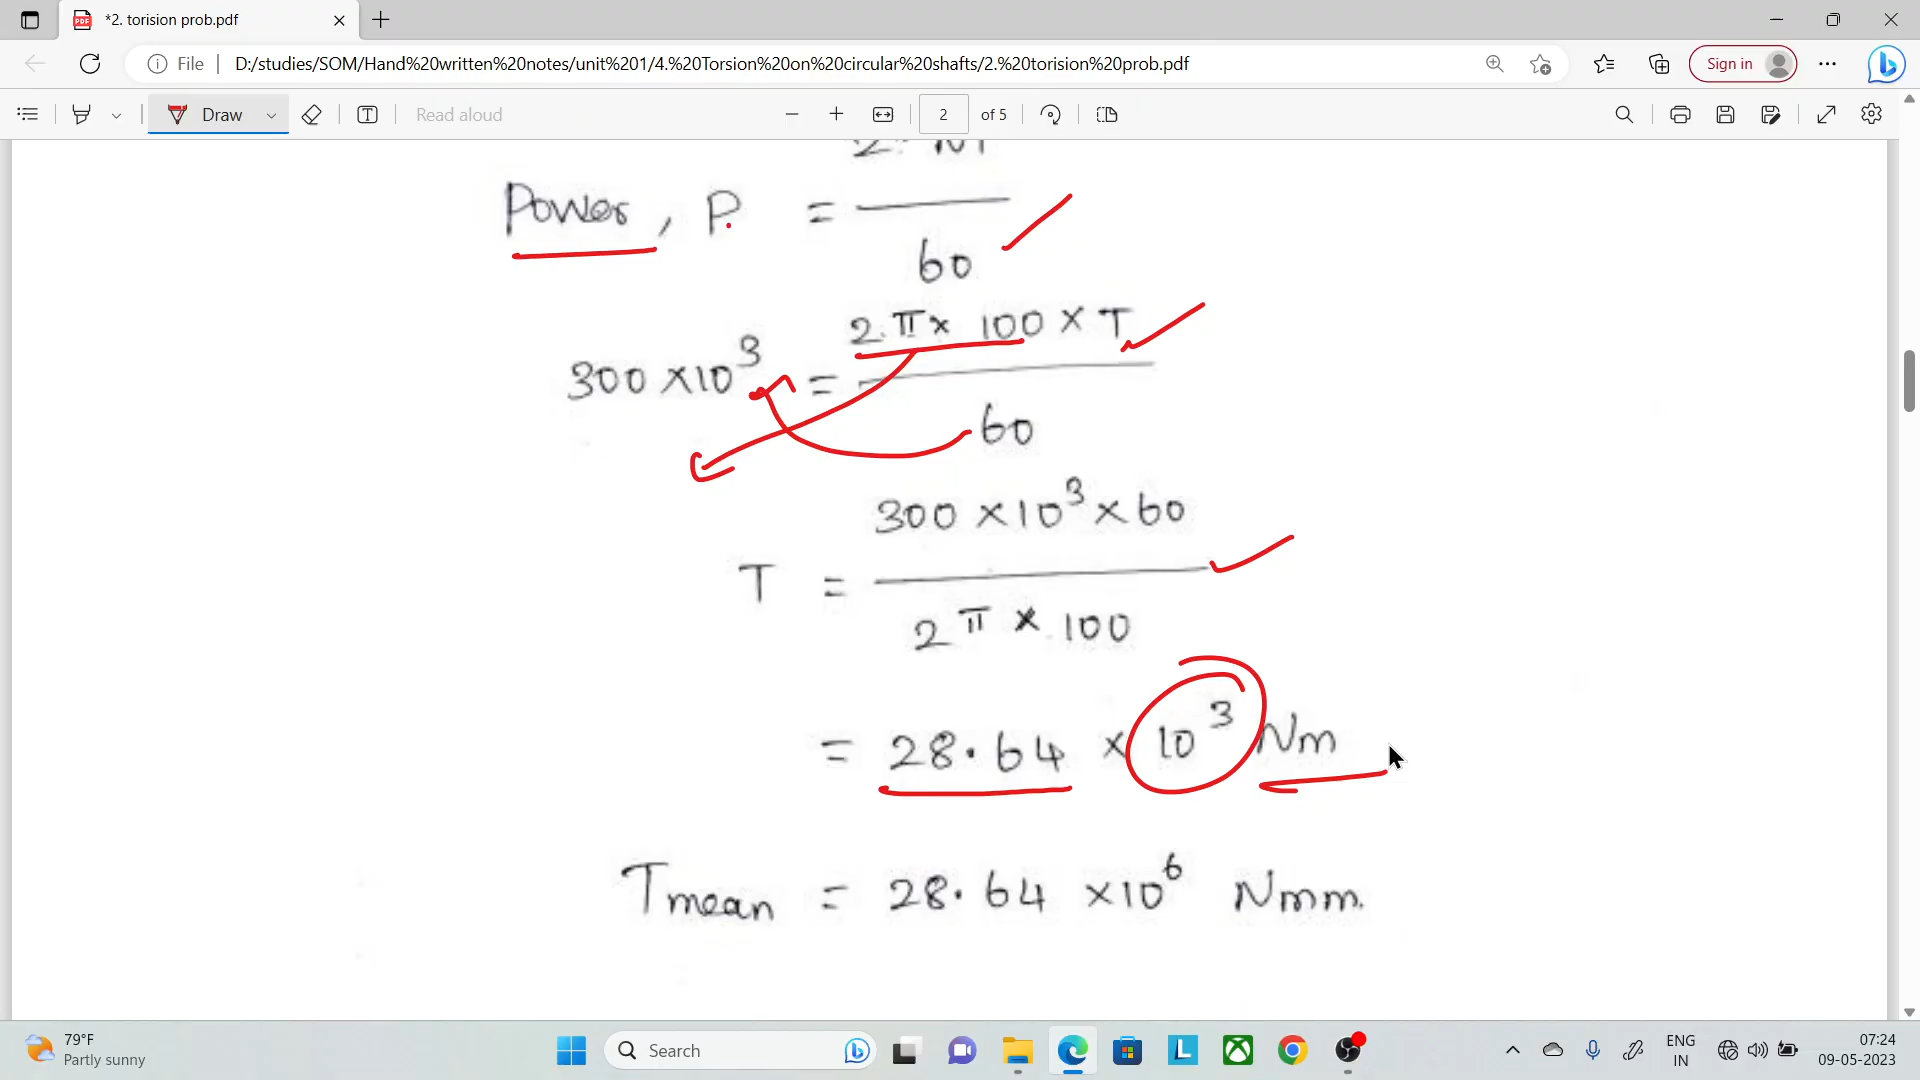 *2. torision prob.pdf
File
D:/studies/SOM/Hand%20written%20notes/unit%201/4.%20Torsion%20on%20circular%20shafts/2.%20torision%20prob.pdf
Sign in
Draw
Read aloud
2 of 5
Power, P = / 60
300 × 10³ = 2 π × 100 × T / 60
T = 300 × 10³ × 60 / 2 π × 100
= 28.64 × 10³ Nm
Tmean = 28.64 × 10⁶ Nmm.
79°F
Partly sunny
Search
ENG
IN
07:24
09-05-2023